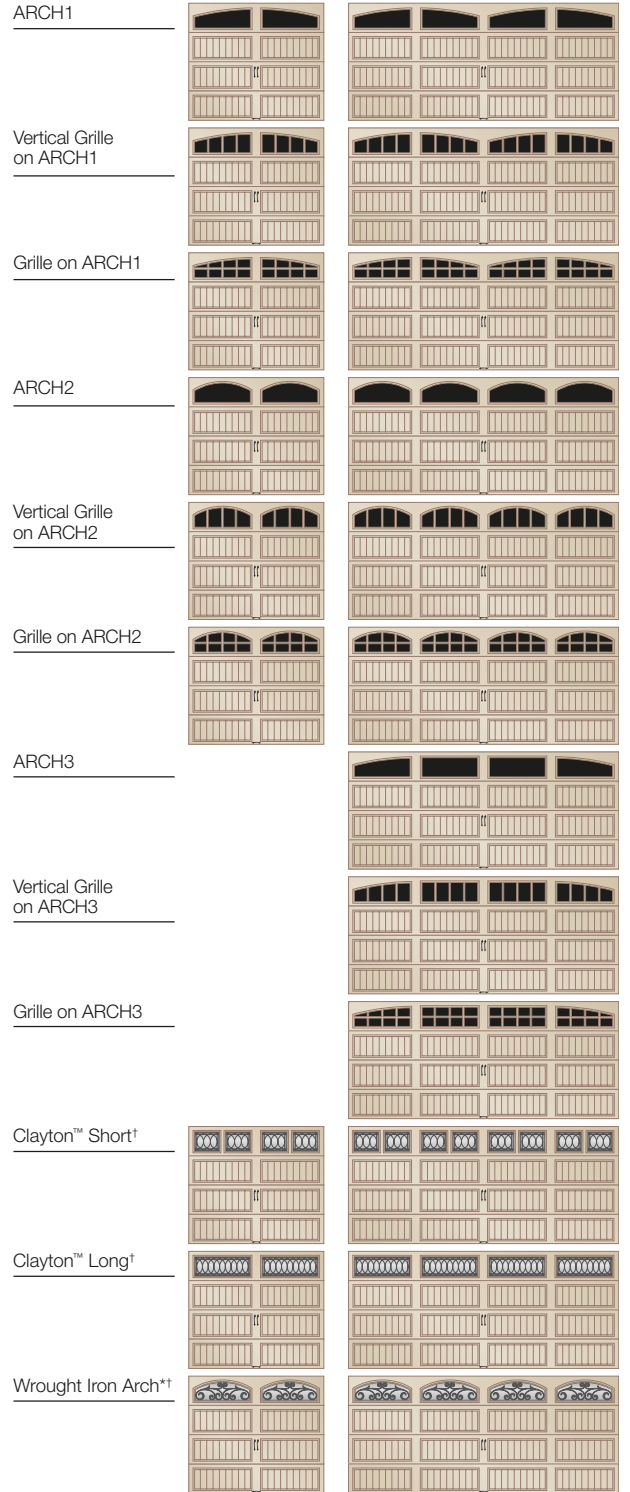 ARCH1
Vertical Grille
on ARCH1
Grille on ARCH1
ARCH2
Vertical Grille
on ARCH2
Grille on ARCH2
ARCH3
Vertical Grille
on ARCH3
Grille on ARCH3
Clayton™ Short†
Clayton™ Long†
Wrought Iron Arch*†